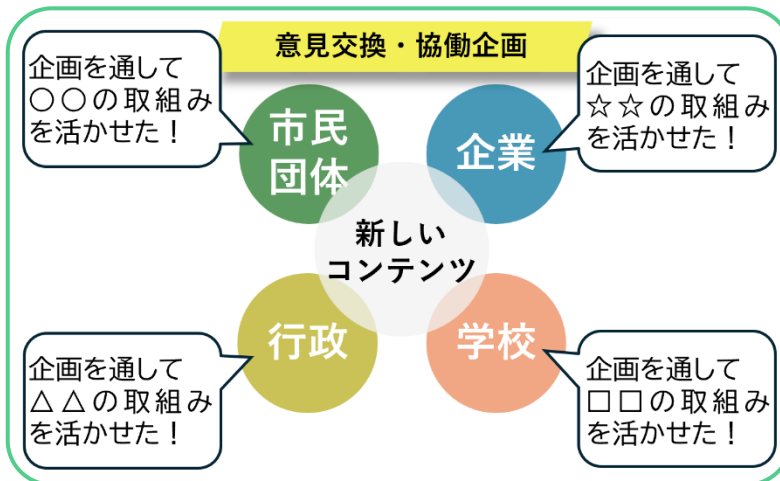 意見交換・協働企画
企画を通して
〇〇の取組み
を活かせた！
市民
団体
企業
企画を通して
☆☆の取組み
を活かせた！
新しい
コンテンツ
企画を通して
△△の取組み
を活かせた！
行政
学校
企画を通して
□□の取組み
を活かせた！